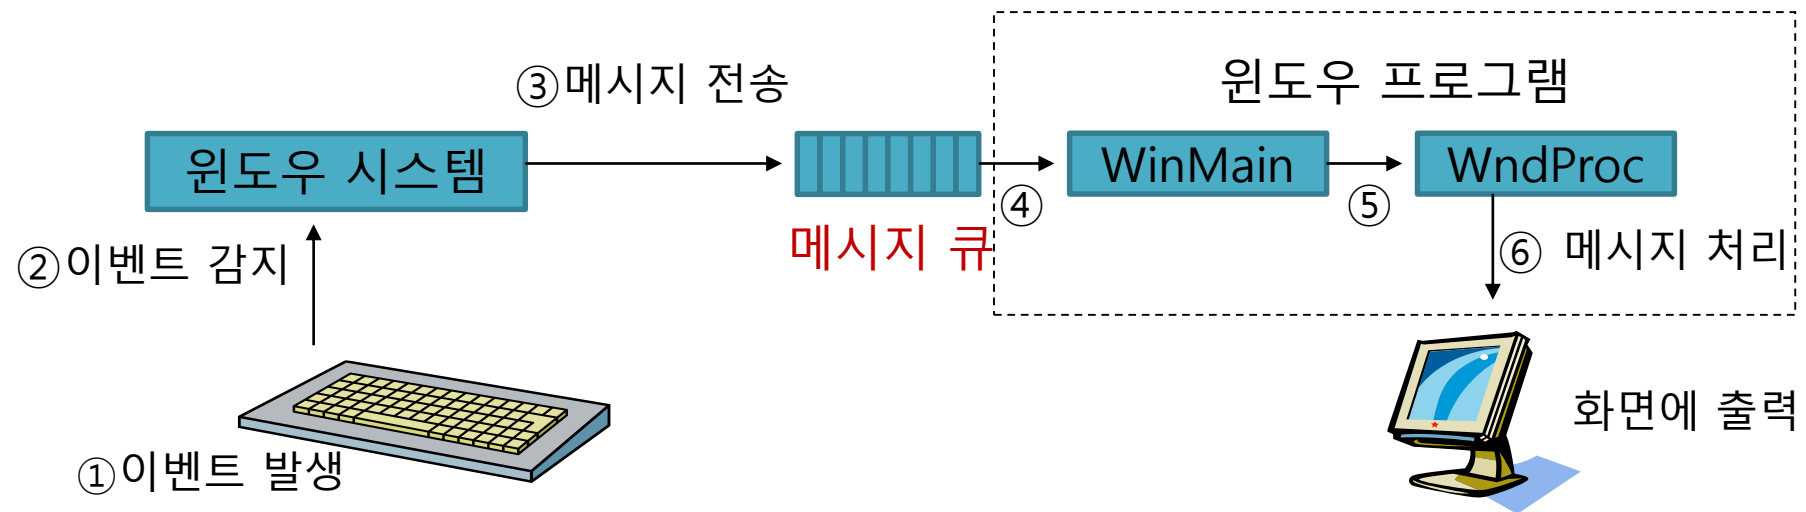 ③메시지 전송
윈도우 프로그램
윈도우 시스템
WinMain
WndProc
④
⑤
메시지 큐
②이벤트 감지
⑥ 메시지 처리
화면에 출력
①이벤트 발생